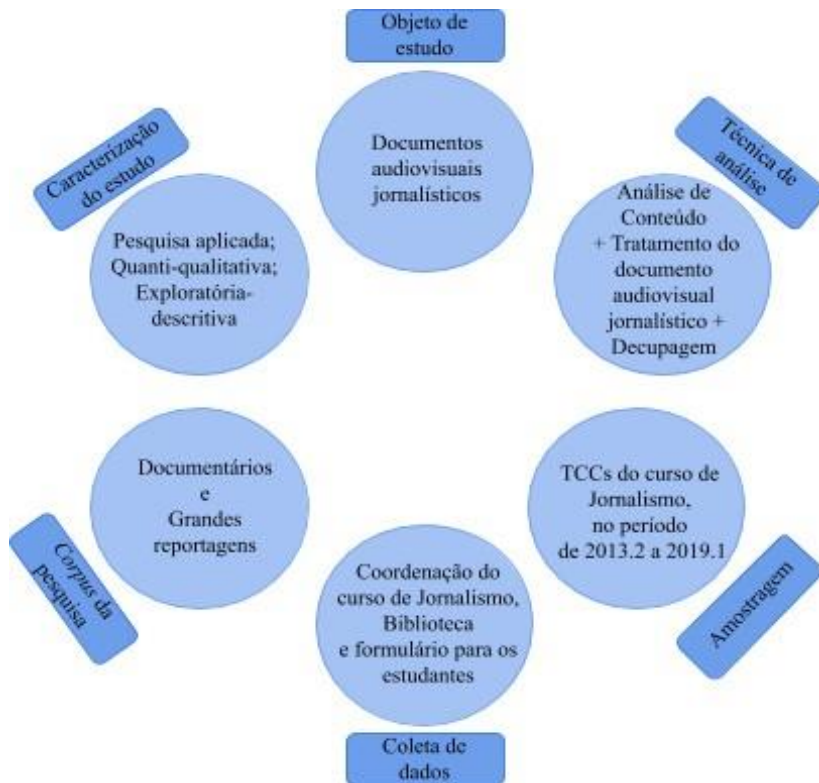 Objeto de
estudo
Documentos
audiovisuais
jornalísticos
Técnica de
análise
Análise de
Conteúdo
+ Tratamento do
documento
audiovisual
jornalístico +
Decupagem
Amostragem
TCCs do curso de
Jornalismo,
no período
de 2013.2 a 2019.1
Coleta de
dados
Coordenação do
curso de Jornalismo,
Biblioteca
e formulário para os
estudantes
Corpus da
pesquisa
Documentários
e
Grandes
reportagens
Caracterização
do estudo
Pesquisa aplicada;
Quanti-qualitativa;
Exploratória-
descritiva